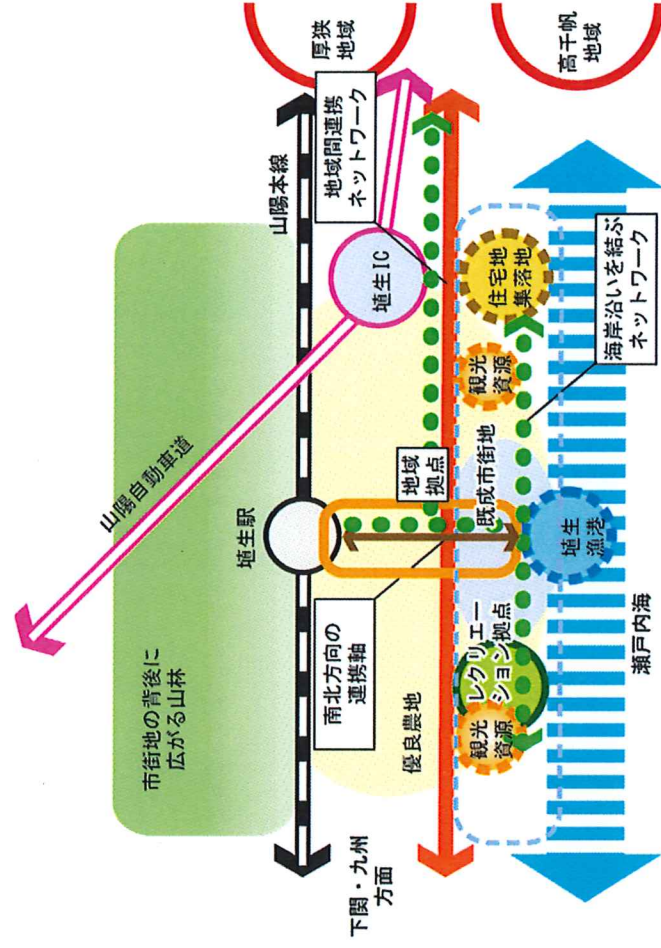 市街地の背後に
広がる山林
山陽自動車道
山陽本線
埴生駅
埴生IC
厚狭
地域
下関・九州
方面
地域間連携
ネットワーク
南北方向の
連携軸
優良農地
地域
拠点
既成市街地
観光
資源
レクリエー
ション拠点
観光
資源
住宅地
集落地
高千帆
地域
埴生
漁港
海岸沿いを結ぶ
ネットワーク
瀬戸内海